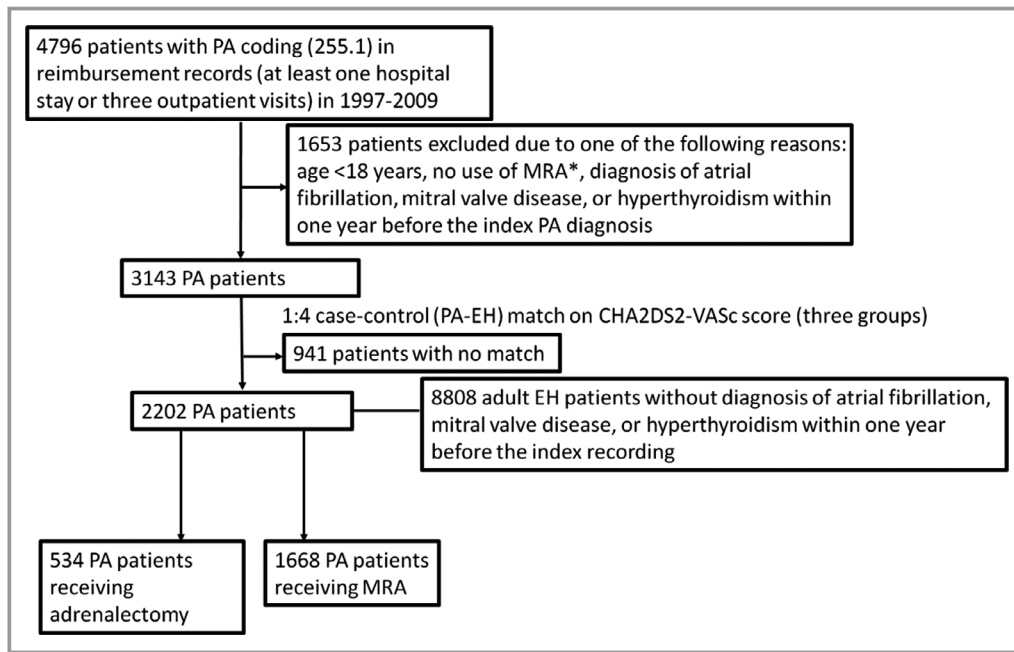 4796 patients with PA coding (255.1) in
reimbursement records (at least one hospital
stay or three outpatient visits) in 1997-2009
1653 patients excluded due to one of the following reasons:
age <18 years, no use of MRA*, diagnosis of atrial
fibrillation, mitral valve disease, or hyperthyroidism within
one year before the index PA diagnosis
3143 PA patients
1:4 case-control (PA-EH) match on CHA2DS2-VASc score (three groups)
941 patients with no match
2202 PA patients
8808 adult EH patients without diagnosis of atrial fibrillation,
mitral valve disease, or hyperthyroidism within one year
before the index recording
534 PA patients
receiving
adrenalectomy
1668 PA patients
receiving MRA